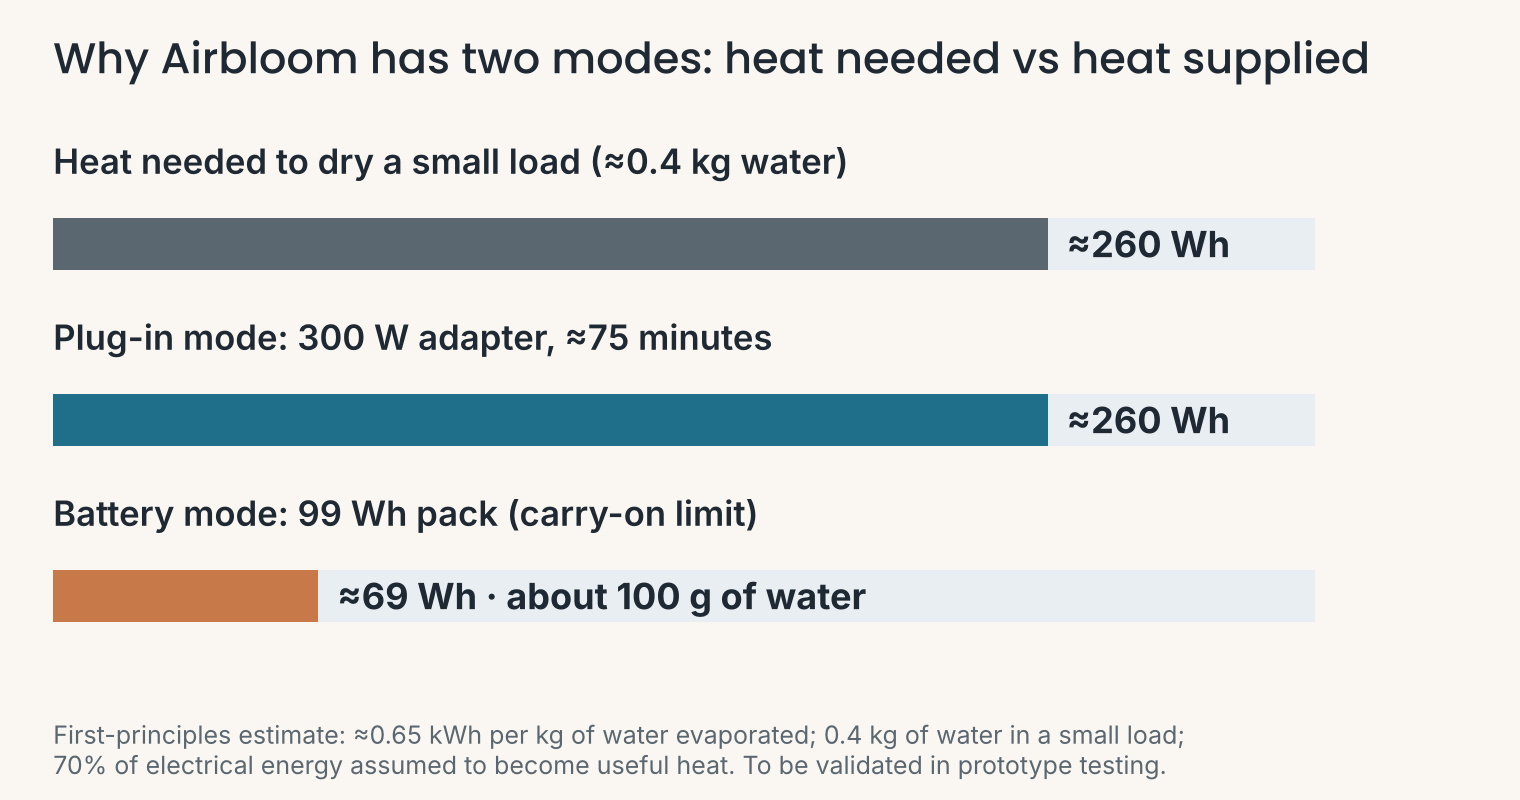 Why Airbloom has two modes: heat needed vs heat supplied
Heat needed to dry a small load (≈0.4 kg water)
≈260 Wh
Plug-in mode: 300 W adapter, ≈75 minutes
≈260 Wh
Battery mode: 99 Wh pack (carry-on limit)
≈69 Wh · about 100 g of water
First-principles estimate: ≈0.65 kWh per kg of water evaporated; 0.4 kg of water in a small load;
70% of electrical energy assumed to become useful heat. To be validated in prototype testing.